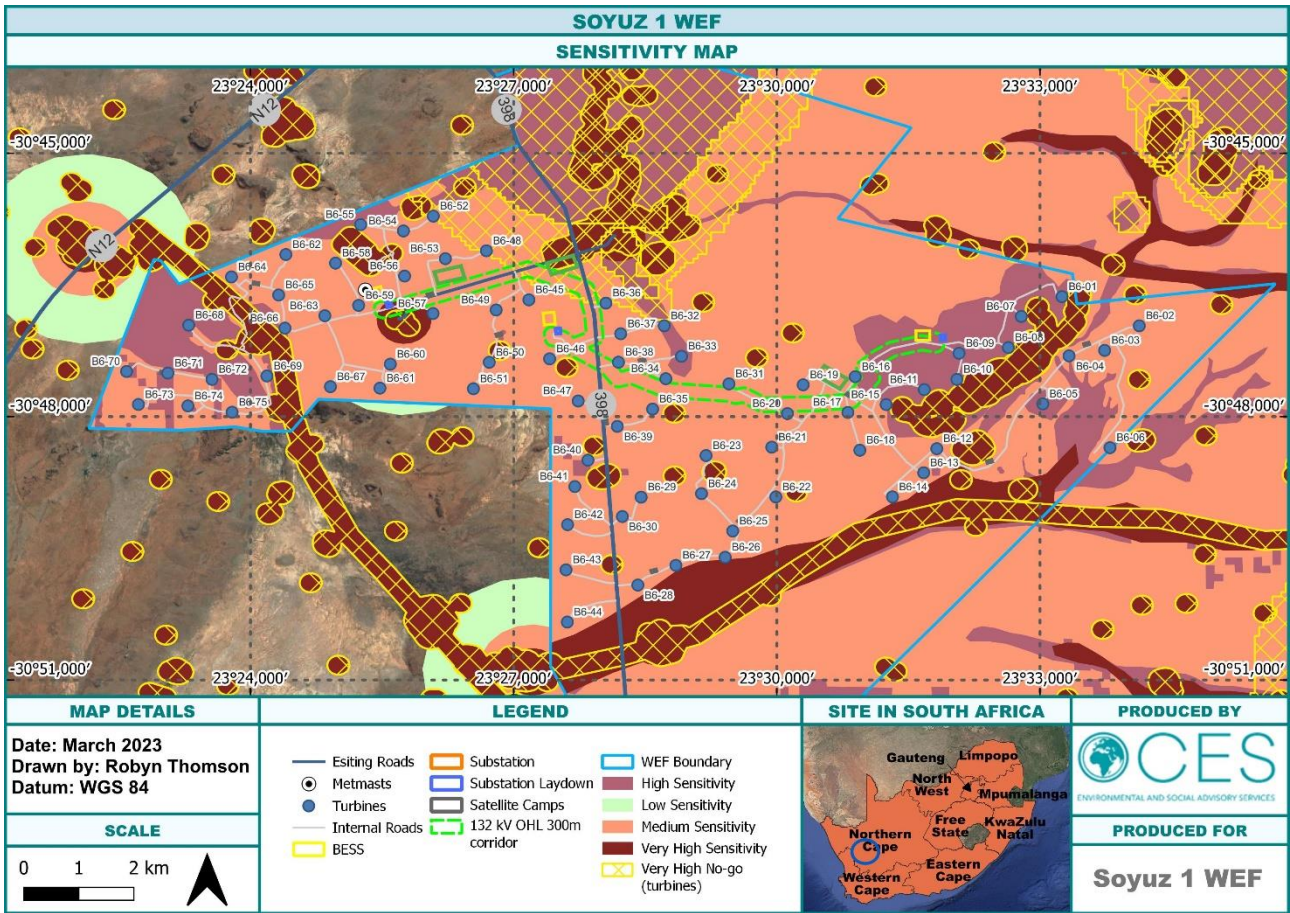 SOYUZ 1 WEF
SENSITIVITY MAP
23°24,000' 23°27,000' 23°30,000' 23°33,000'
N12
398
-30°45,000' -30°45,000'
B6-55 B6-54 B6-52
B6-62 B6-58 B6-53 B6-48
N12
B6-64 B6-56
B6-65 B6-59 B6-57 B6-49 B6-45 B6-36 B6-07 B6-01
B6-63 B6-02
B6-68 B6-66 B6-37 B6-32
B6-70 B6-71 B6-72 B6-69 B6-60 B6-50 B6-46 B6-38 B6-33 B6-09 B6-08 B6-03
B6-67 B6-61 B6-51 B6-34 B6-31 B6-19 B6-16 B6-11 B6-10 B6-04
B6-73 B6-74 B6-75 B6-47 B6-35 B6-20 B6-17 B6-15 B6-05
-30°48,000' 398 -30°48,000'
B6-39 B6-21 B6-18 B6-12 B6-06
B6-40 B6-23 B6-13
B6-41 B6-29 B6-24 B6-22 B6-14
B6-42 B6-30 B6-25
B6-43 B6-27 B6-26
B6-28
B6-44
-30°51,000' 23°24,000' 23°27,000' 23°30,000' 23°33,000' -30°51,000'
MAP DETAILS
Date: March 2023
Drawn by: Robyn Thomson
Datum: WGS 84
SCALE
0 1 2 km
LEGEND
Esiting Roads
Metmasts
Turbines
Internal Roads
BESS
Substation
Substation Laydown
Satellite Camps
132 kV OHL 300m
corridor
WEF Boundary
High Sensitivity
Low Sensitivity
Medium Sensitivity
Very High Sensitivity
Very High No-go
(turbines)
SITE IN SOUTH AFRICA
Gauteng Limpopo
North
West Mpumalanga
Free
State KwaZulu
Natal
Northern
Cape
Eastern
Cape
Western
Cape
PRODUCED BY
CES
ENVIRONMENTAL AND SOCIAL ADVISORY SERVICES
PRODUCED FOR
Soyuz 1 WEF